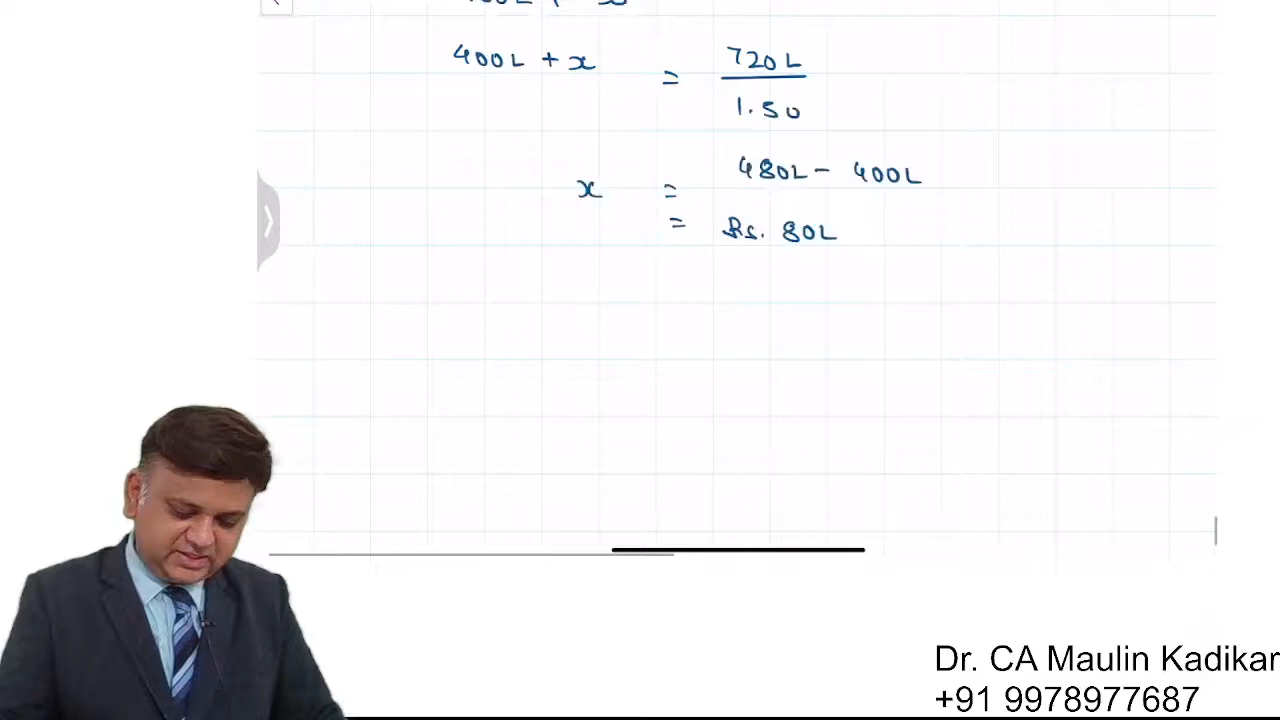 400L + x = 720L
1.50
x = 480L - 400L
= Rs. 80L
Dr. CA Maulin Kadikar
+91 9978977687